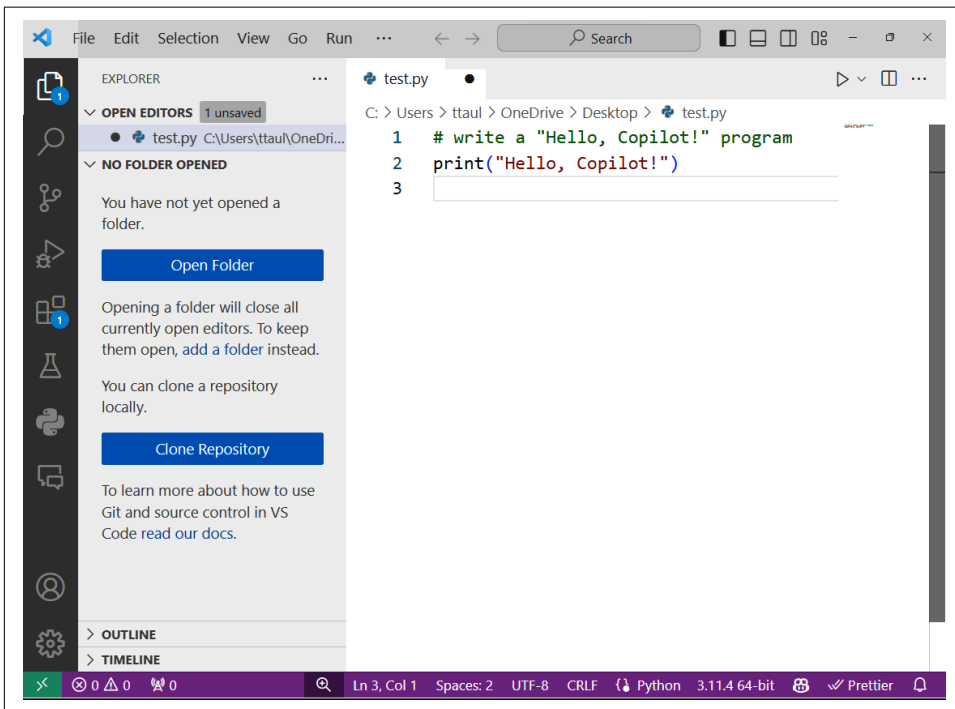 File Edit Selection View Go Run ··· Search
EXPLORER ···
OPEN EDITORS 1 unsaved
test.py C:\Users\ttaul\OneDri...
NO FOLDER OPENED
You have not yet opened a
folder.
Open Folder
Opening a folder will close all
currently open editors. To keep
them open, add a folder instead.
You can clone a repository
locally.
Clone Repository
To learn more about how to use
Git and source control in VS
Code read our docs.
OUTLINE
TIMELINE
1
1
test.py
C: > Users > ttaul > OneDrive > Desktop > test.py
1 # write a "Hello, Copilot!" program
2 print("Hello, Copilot!")
3
0 0 0 Ln 3, Col 1 Spaces: 2 UTF-8 CRLF Python 3.11.4 64-bit Prettier